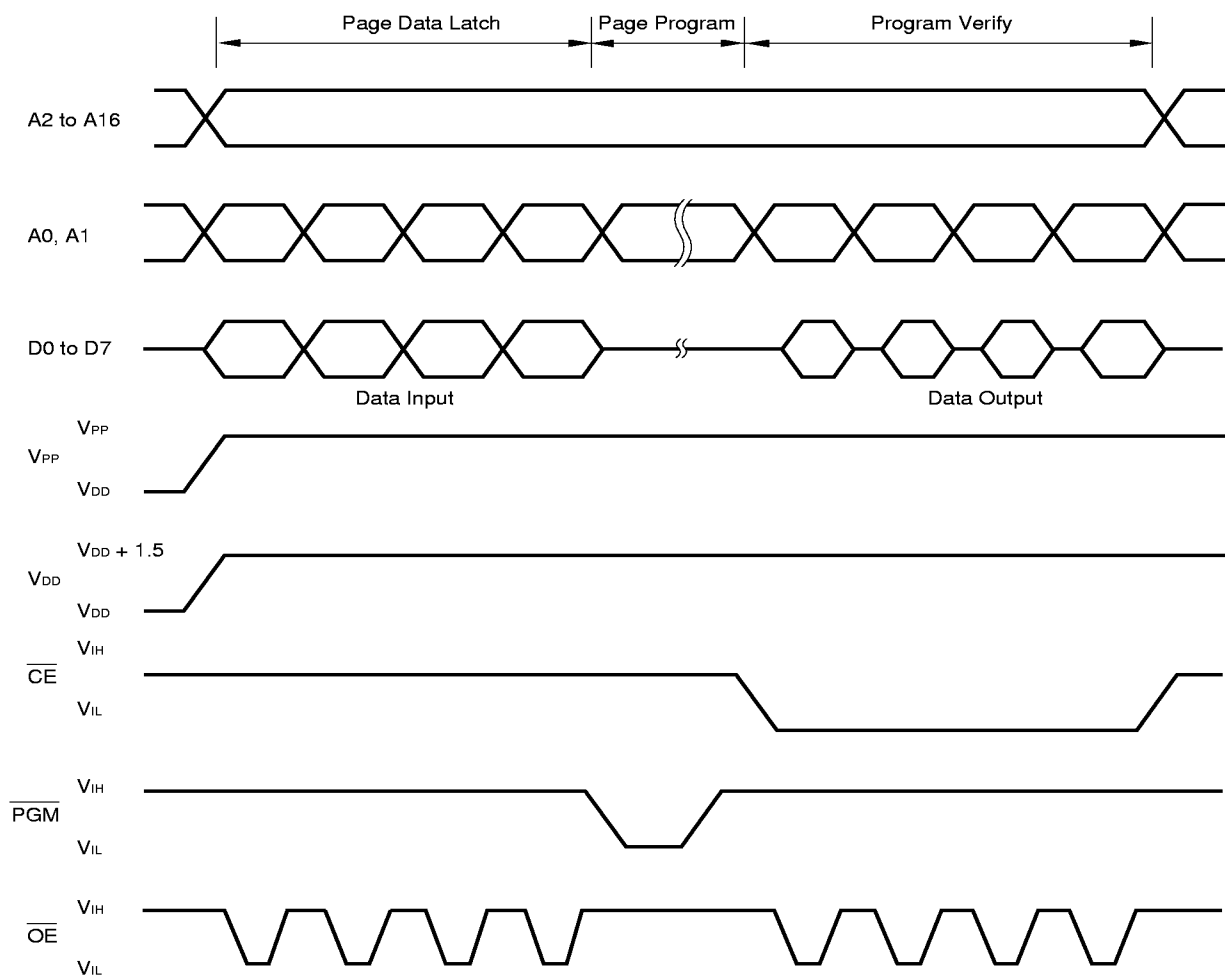 Page Data Latch Page Program Program Verify
A2 to A16
A0, A1
D0 to D7
Data Input Data Output
VPP
VPP
VDD
VDD + 1.5
VDD
VDD
VIH
CE
VIL
VIH
PGM
VIL
VIH
OE
VIL